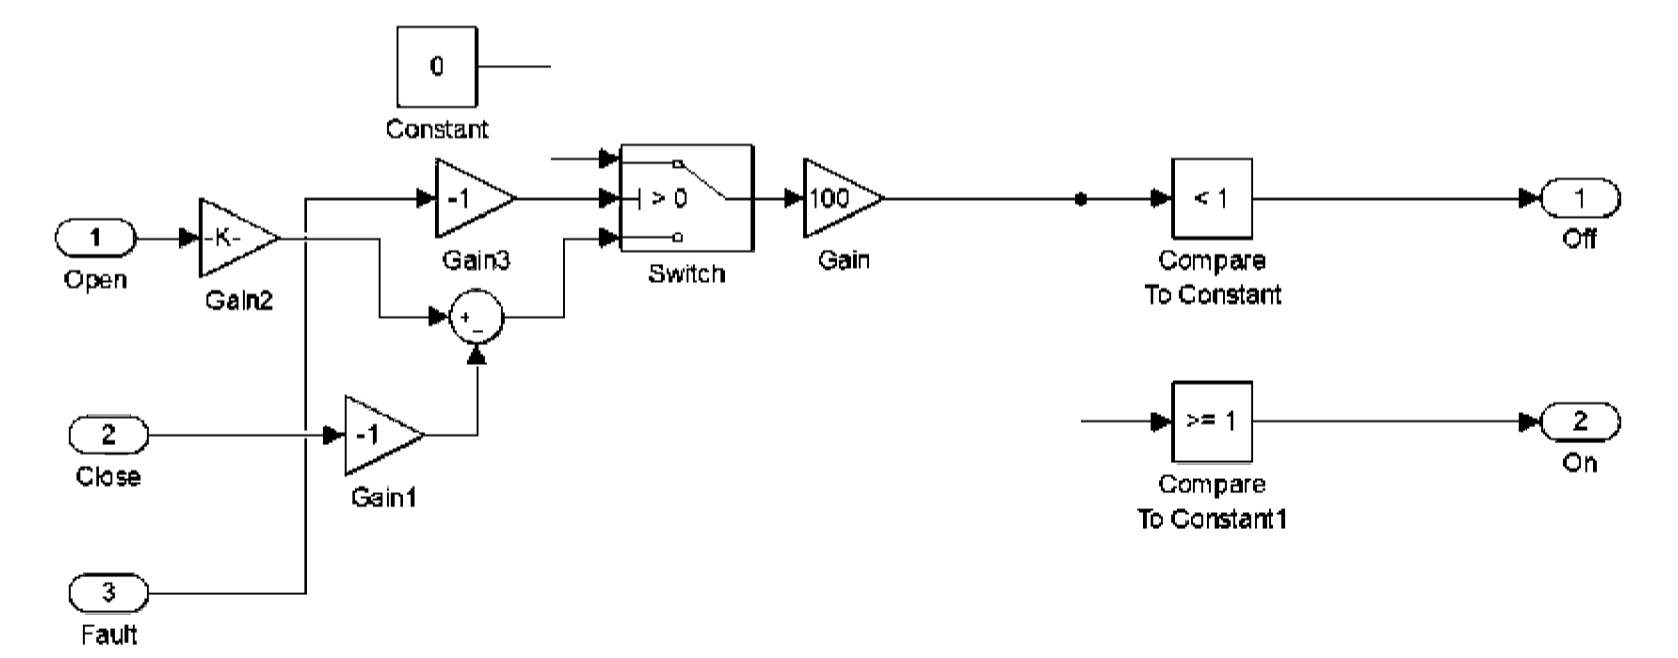 0
Constant
-1
Gain3
> 0
Switch
100
Gain
< 1
Compare
To Constant
1
Off
1
Open
-K-
Gain2
+
-
2
Close
-1
Gain1
>= 1
Compare
To Constant1
2
On
3
Fault